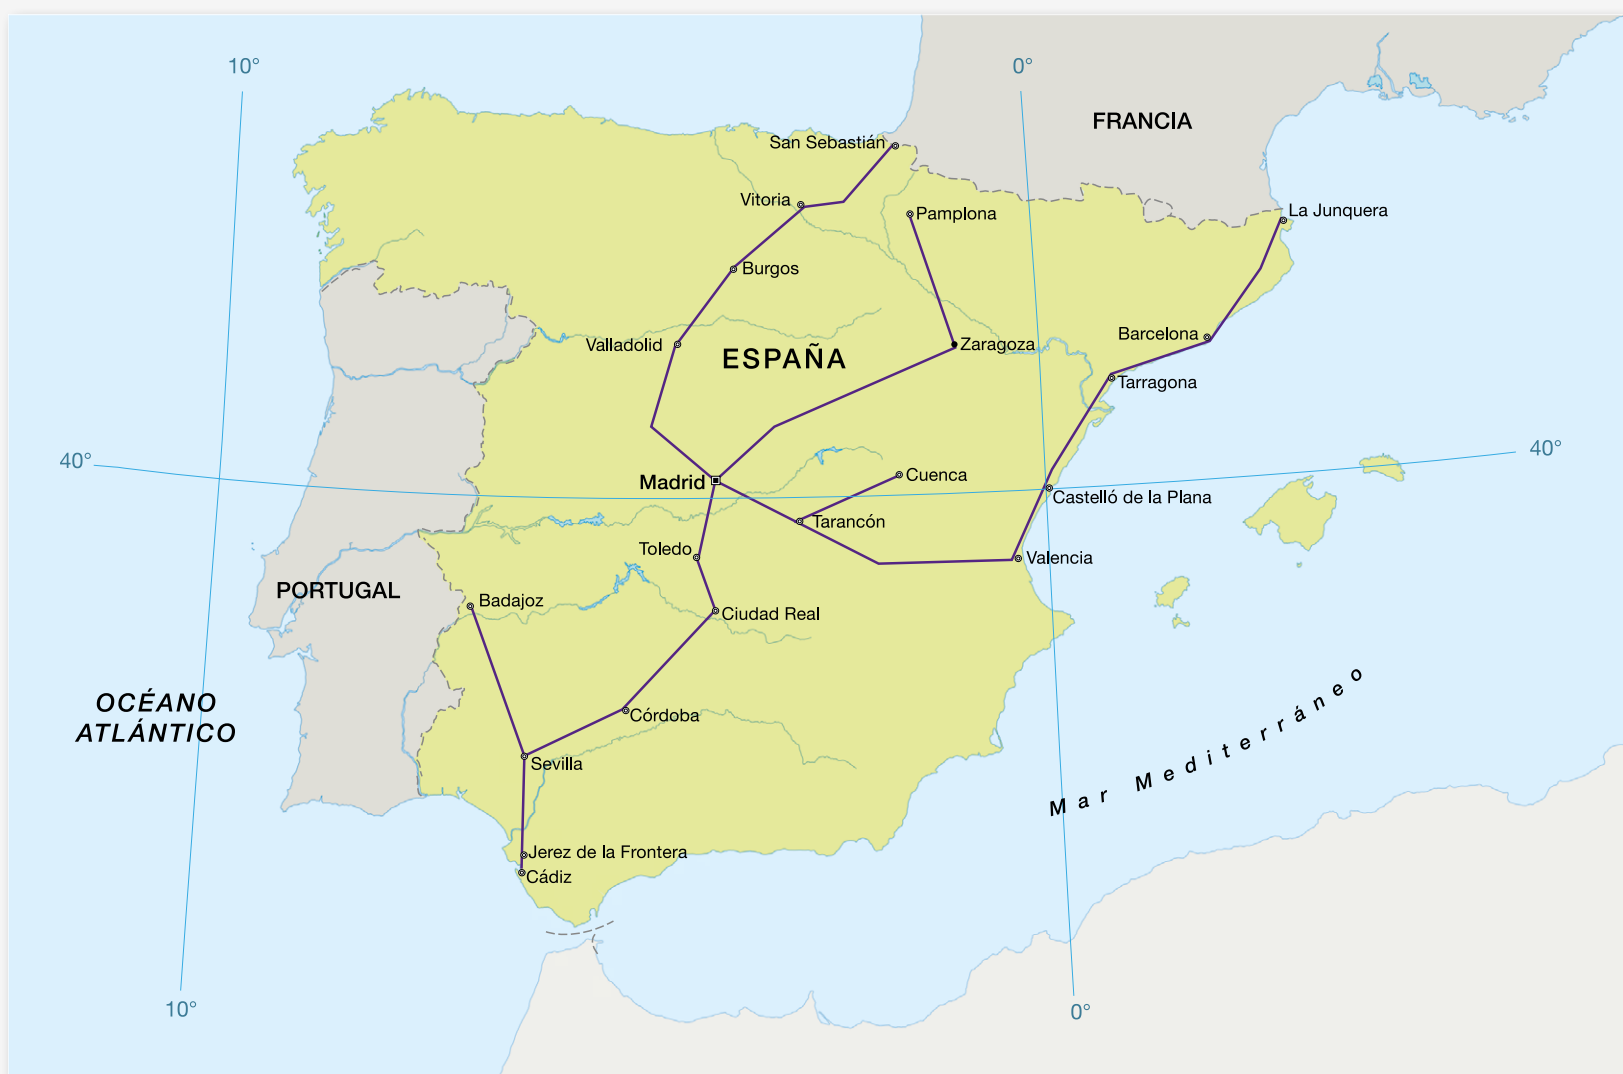 10°
0°
FRANCIA
San Sebastián
Vitoria
Pamplona
La Junquera
Burgos
Barcelona
Valladolid
ESPAÑA
Zaragoza
Tarragona
40°
40°
Madrid
Cuenca
Castelló de la Plana
Tarancón
Toledo
Valencia
PORTUGAL
Badajoz
Ciudad Real
OCÉANO
ATLÁNTICO
Córdoba
Mar Mediterráneo
Sevilla
Jerez de la Frontera
Cádiz
10°
0°